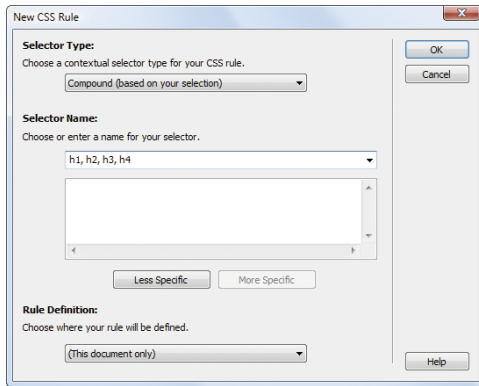 New CSS Rule
Selector Type:
OK
Choose a contextual selector type for your CSS rule.
Cancel
Compound (based on your selection)
Selector Name:
Choose or enter a name for your selector.
h1, h2, h3, h4
Less Specific
More Specific
Rule Definition:
Choose where your rule will be defined.
(This document only)
Help